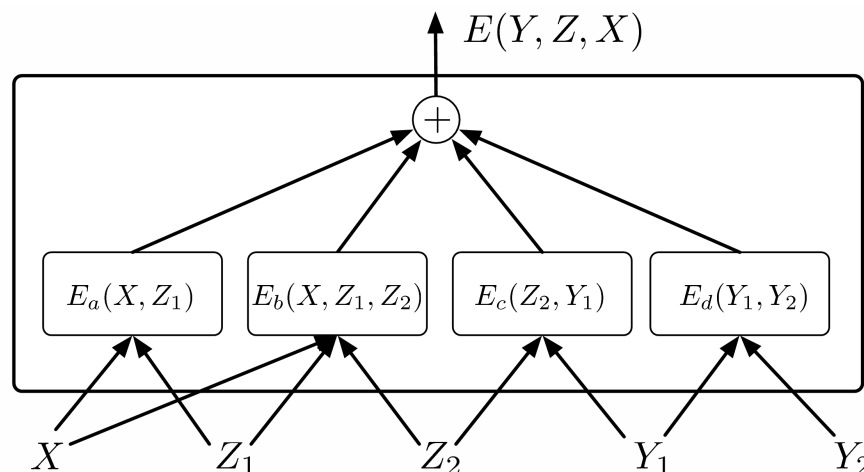 E(Y, Z, X)
+
E_a(X, Z_1) E_b(X, Z_1, Z_2) E_c(Z_2, Y_1) E_d(Y_1, Y_2)
X Z_1 Z_2 Y_1 Y_2